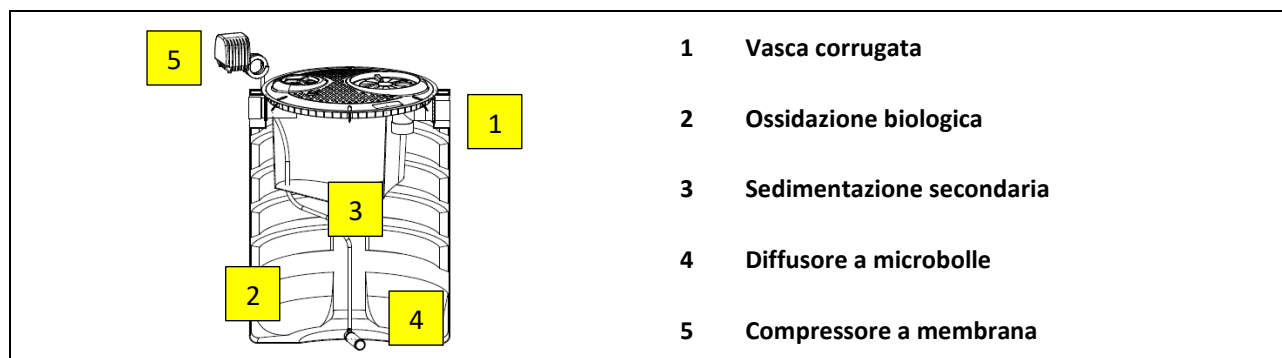 5
1
3
2
4
1 Vasca corrugata
2 Ossidazione biologica
3 Sedimentazione secondaria
4 Diffusore a microbolle
5 Compressore a membrana